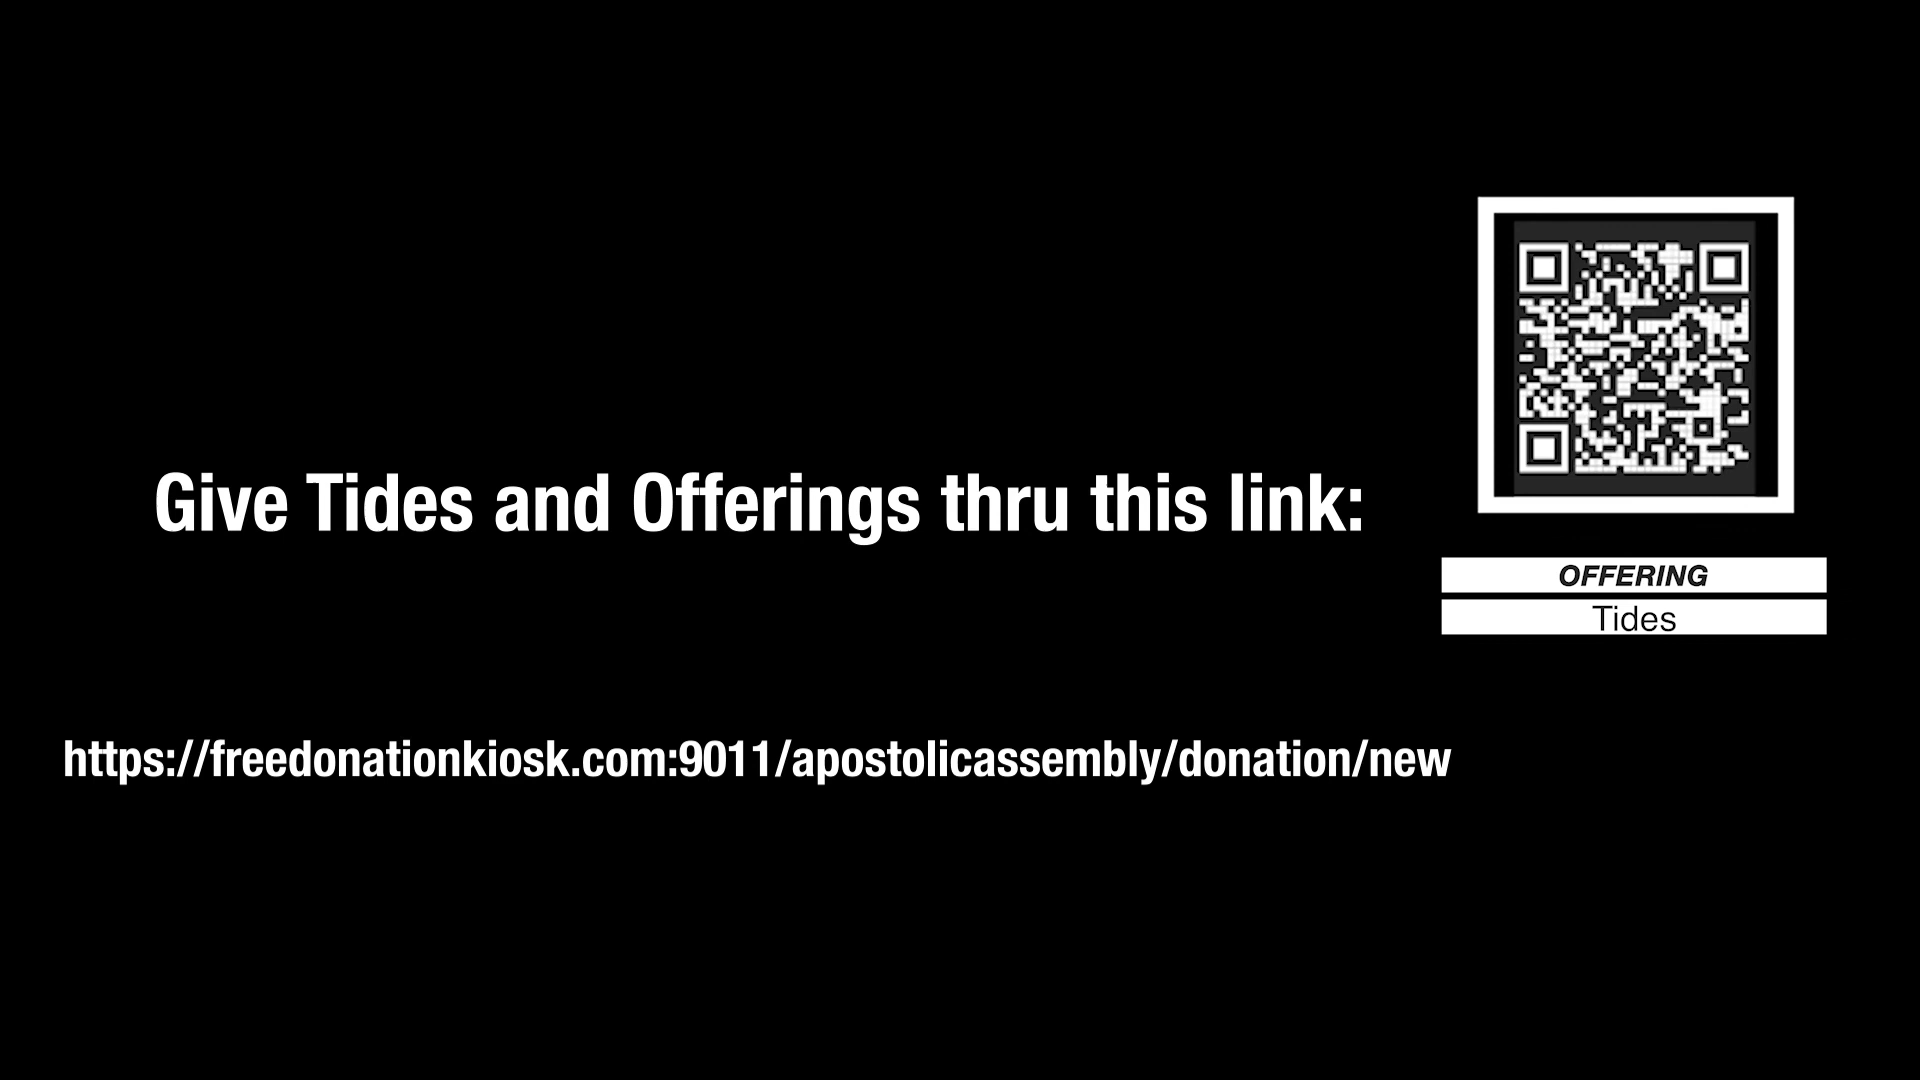 Give Tides and Offerings thru this link:
OFFERING
Tides
https://freedonationkiosk.com:9011/apostolicassembly/donation/new